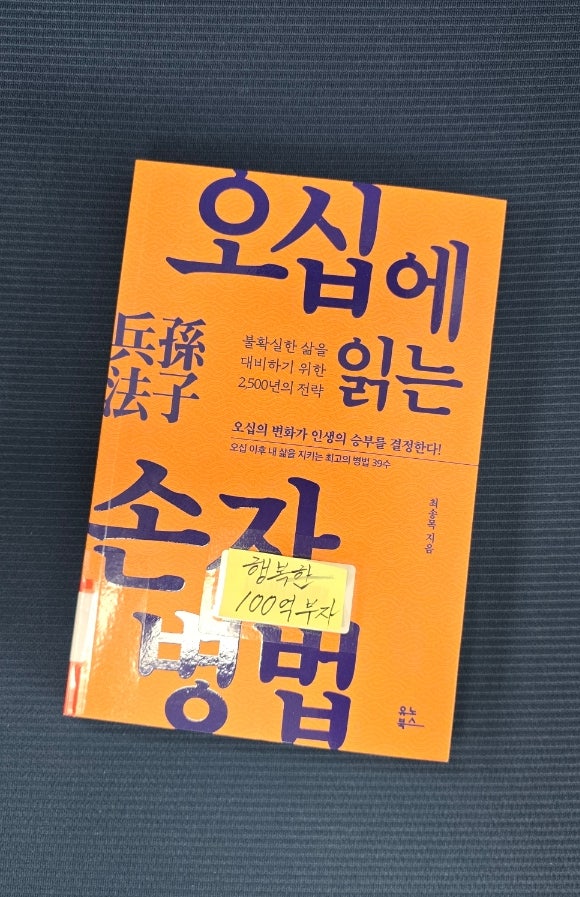 오십에
읽는
불확실한 삶을
대비하기 위한
2,500년의 전략
孫子
兵法
오십의 변화가 인생의 승부를 결정한다!
오십 이후 내 삶을 지키는 최고의 병법 39수
최송목 지음
손자
병법
행복한
100억 부자
유노
북스